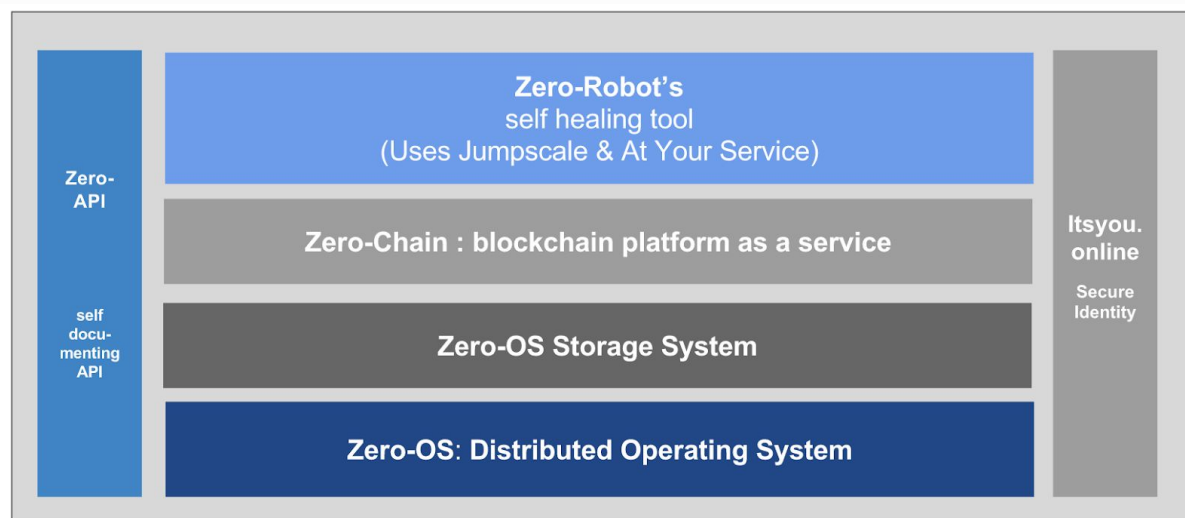 Zero-
API
self
docu-
menting
API
Zero-Robot’s
self healing tool
(Uses Jumpscale & At Your Service)
Zero-Chain : blockchain platform as a service
Zero-OS Storage System
Zero-OS: Distributed Operating System
Itsyou.
online
Secure
Identity